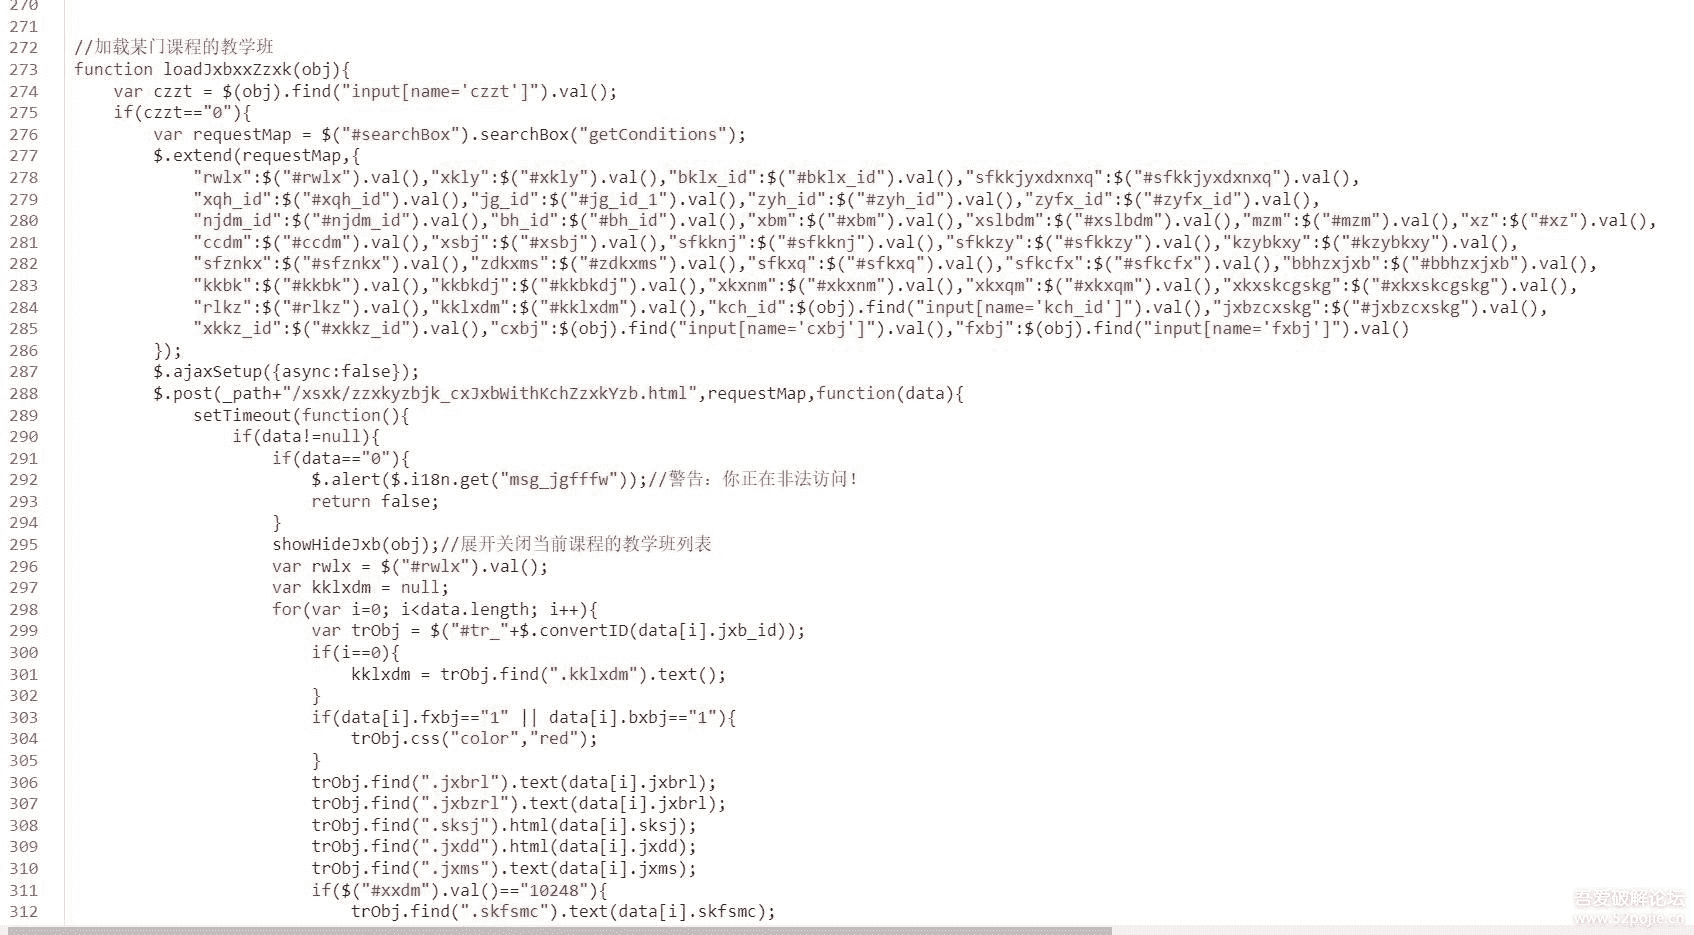 270
271
272 //加载某门课程的教学班
273 function loadJxbxxZzxk(obj){
274     var czzt = $(obj).find("input[name='czzt']").val();
275     if(czzt=="0"){
276         var requestMap = $("#searchBox").searchBox("getConditions");
277         $.extend(requestMap,{
278             "rwlx":$("#rwlx").val(),"xkly":$("#xkly").val(),"bklx_id":$("#bklx_id").val(),"sfkkjyxdxnxq":$("#sfkkjyxdxnxq").val(),
279             "xqh_id":$("#xqh_id").val(),"jg_id":$("#jg_id_1").val(),"zyh_id":$("#zyh_id").val(),"zyfx_id":$("#zyfx_id").val(),
280             "njdm_id":$("#njdm_id").val(),"bh_id":$("#bh_id").val(),"xbm":$("#xbm").val(),"xslbdm":$("#xslbdm").val(),"mzm":$("#mzm").val(),"xz":$("#xz").val(),
281             "ccdm":$("#ccdm").val(),"xsbj":$("#xsbj").val(),"sfkknj":$("#sfkknj").val(),"sfkkzy":$("#sfkkzy").val(),"kzybkxy":$("#kzybkxy").val(),
282             "sfznkx":$("#sfznkx").val(),"zdkxms":$("#zdkxms").val(),"sfkxq":$("#sfkxq").val(),"sfkcfx":$("#sfkcfx").val(),"bbhzxjxb":$("#bbhzxjxb").val(),
283             "kkbk":$("#kkbk").val(),"kkbkdj":$("#kkbkdj").val(),"xkxnm":$("#xkxnm").val(),"xkxqm":$("#xkxqm").val(),"xkxskcgskg":$("#xkxskcgskg").val(),
284             "rlkz":$("#rlkz").val(),"kklxdm":$("#kklxdm").val(),"kch_id":$(obj).find("input[name='kch_id']").val(),"jxbzcxskg":$("#jxbzcxskg").val(),
285             "xkkz_id":$("#xkkz_id").val(),"cxbj":$(obj).find("input[name='cxbj']").val(),"fxbj":$(obj).find("input[name='fxbj']").val()
286         });
287         $.ajaxSetup({async:false});
288         $.post(_path+"/xsxk/zzxkyzbjk_cxJxbWithKchZzxkYzb.html",requestMap,function(data){
289             setTimeout(function(){
290                 if(data!=null){
291                     if(data=="0"){
292                         $.alert($.i18n.get("msg_jgfffw"));//警告：你正在非法访问！
293                         return false;
294                     }
295                     showHideJxb(obj);//展开关闭当前课程的教学班列表
296                     var rwlx = $("#rwlx").val();
297                     var kklxdm = null;
298                     for(var i=0; i<data.length; i++){
299                         var trObj = $("#tr_"+$.convertID(data[i].jxb_id));
300                         if(i==0){
301                             kklxdm = trObj.find(".kklxdm").text();
302                         }
303                         if(data[i].fxbj=="1" || data[i].bxbj=="1"){
304                             trObj.css("color","red");
305                         }
306                         trObj.find(".jxbrl").text(data[i].jxbrl);
307                         trObj.find(".jxbzrl").text(data[i].jxbrl);
308                         trObj.find(".sksj").html(data[i].sksj);
309                         trObj.find(".jxdd").html(data[i].jxdd);
310                         trObj.find(".jxms").text(data[i].jxms);
311                         if($("#xxdm").val()=="10248"){
312                             trObj.find(".skfsmc").text(data[i].skfsmc);
吾爱破解论坛
www.52pojie.cn